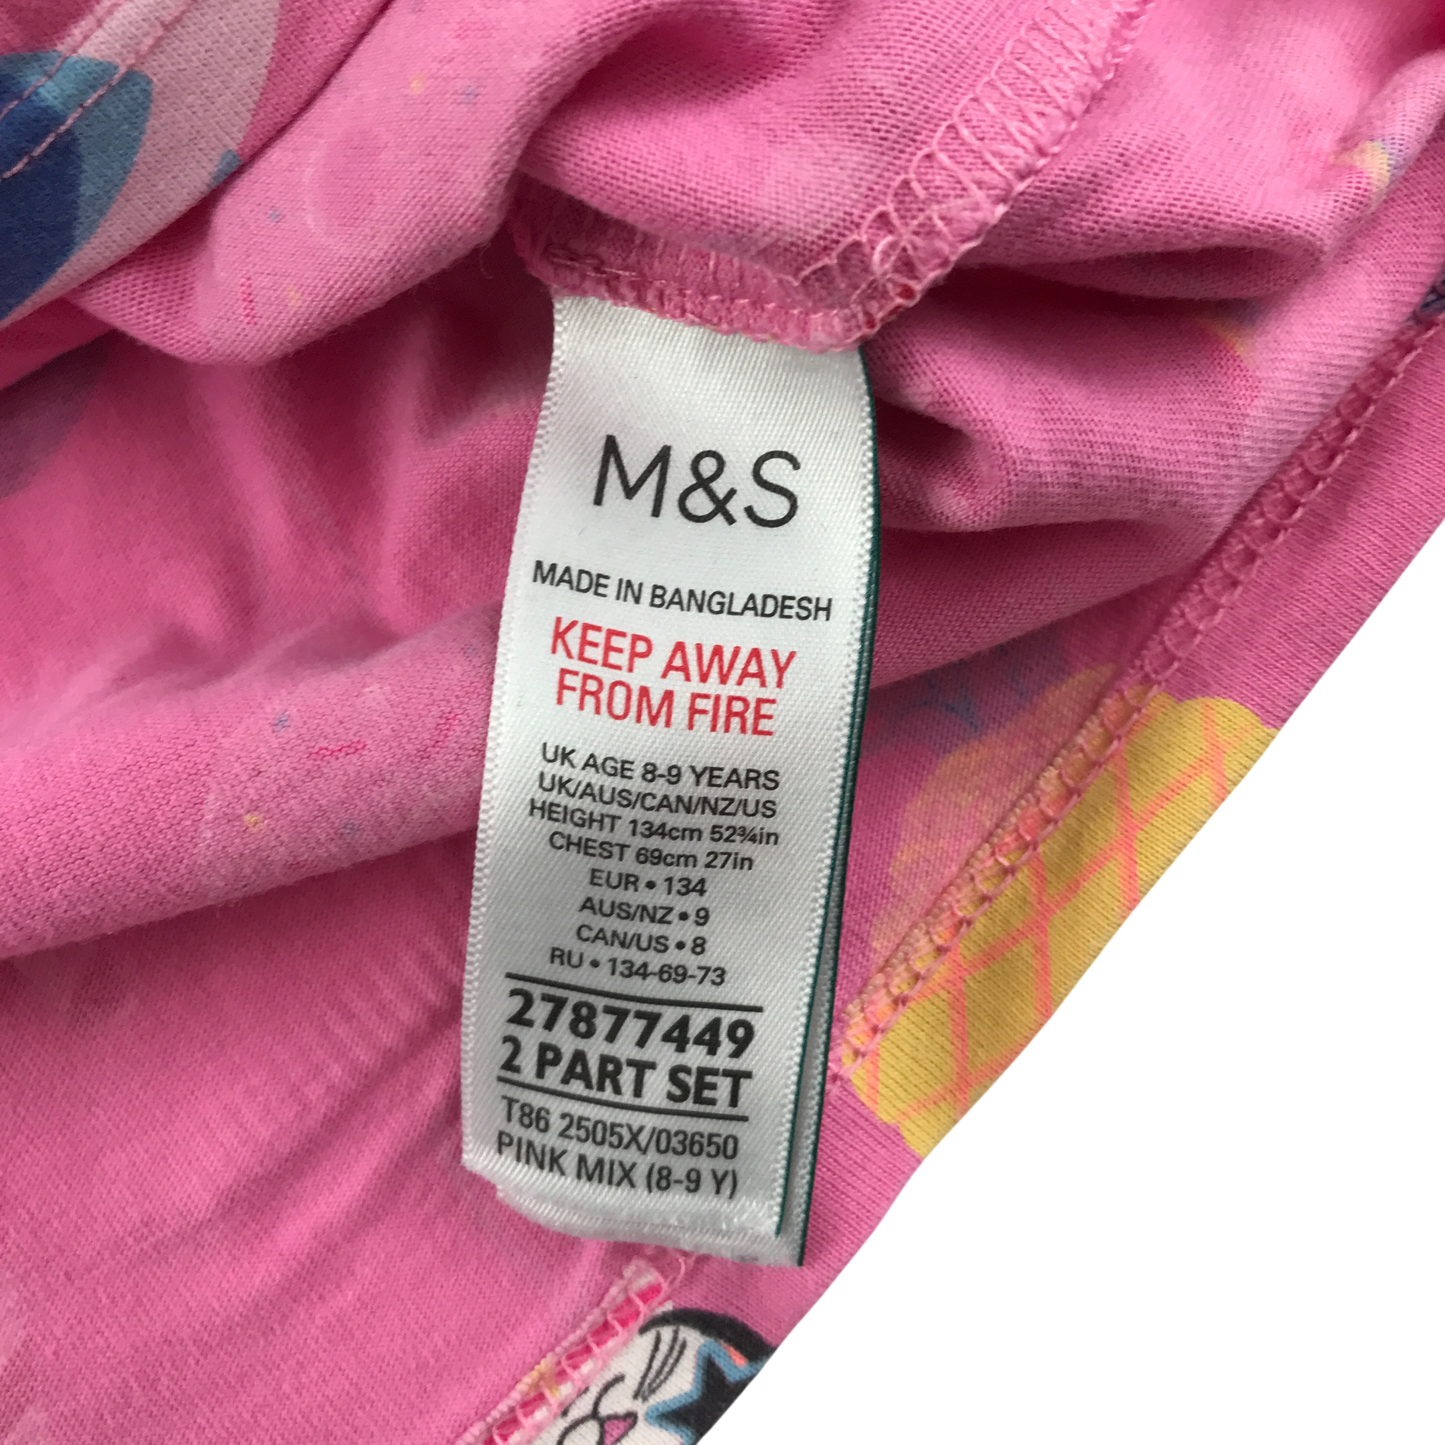 M&S
MADE IN BANGLADESH
KEEP AWAY
FROM FIRE
UK AGE 8-9 YEARS
UK/AUS/CAN/NZ/US
HEIGHT 134cm 52¾in
CHEST 69cm 27in
EUR • 134
AUS/NZ • 9
CAN/US • 8
RU • 134-69-73
27877449
2 PART SET
T86 2505X/03650
PINK MIX (8-9 Y)